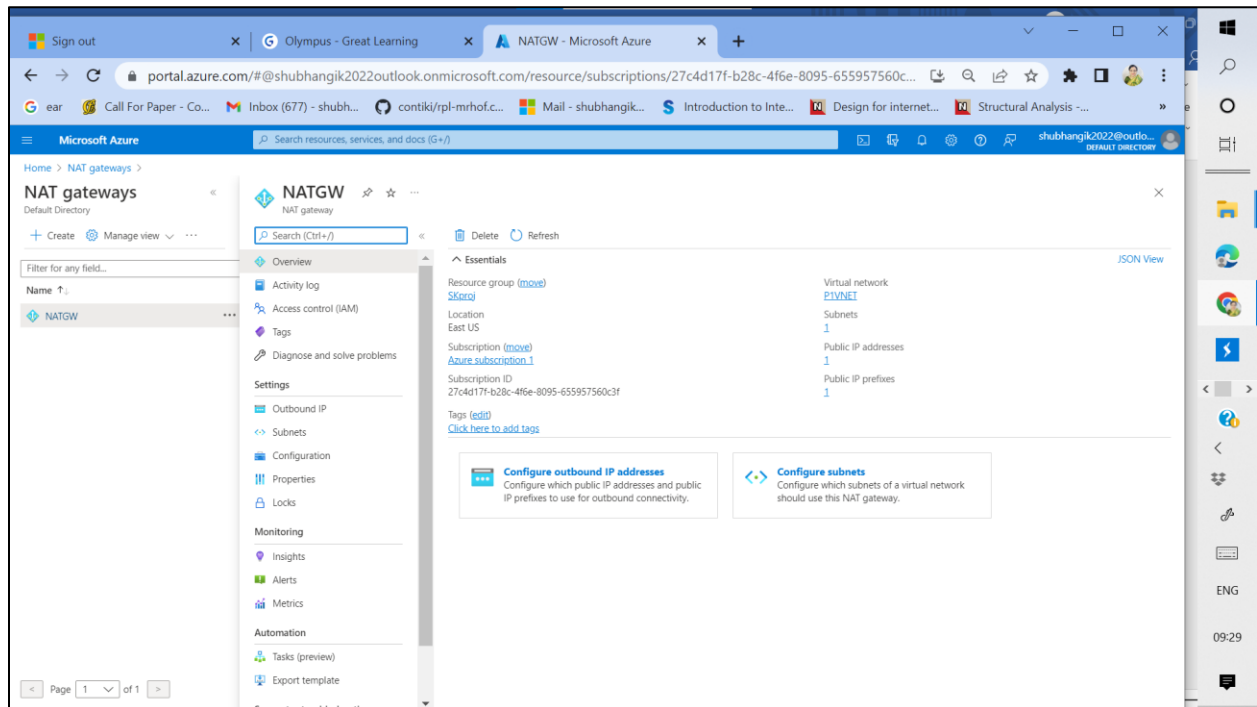 Sign out
Olympus - Great Learning
NATGW - Microsoft Azure
portal.azure.com/#@shubhangik2022outlook.onmicrosoft.com/resource/subscriptions/27c4d17f-b28c-4f6e-8095-655957560c...
ear
Call For Paper - Co...
Inbox (677) - shubh...
contiki/rpl-mrhof.c...
Mail - shubhangik...
Introduction to Inte...
Design for internet...
Structural Analysis -...
»
Microsoft Azure
Search resources, services, and docs (G+/)
shubhangik2022@outlo...
DEFAULT DIRECTORY
Home > NAT gateways >
NAT gateways
Default Directory
Create
Manage view
Filter for any field...
Name ↑↓
NATGW
Page 1 of 1
NATGW
NAT gateway
Search (Ctrl+/)
Overview
Activity log
Access control (IAM)
Tags
Diagnose and solve problems
Settings
Outbound IP
Subnets
Configuration
Properties
Locks
Monitoring
Insights
Alerts
Metrics
Automation
Tasks (preview)
Export template
Delete
Refresh
Essentials
JSON View
Resource group (move)
SKproj
Location
East US
Subscription (move)
Azure subscription 1
Subscription ID
27c4d17f-b28c-4f6e-8095-655957560c3f
Tags (edit)
Click here to add tags
Virtual network
P1VNET
Subnets
1
Public IP addresses
1
Public IP prefixes
1
Configure outbound IP addresses
Configure which public IP addresses and public
IP prefixes to use for outbound connectivity.
Configure subnets
Configure which subnets of a virtual network
should use this NAT gateway.
ENG
09:29